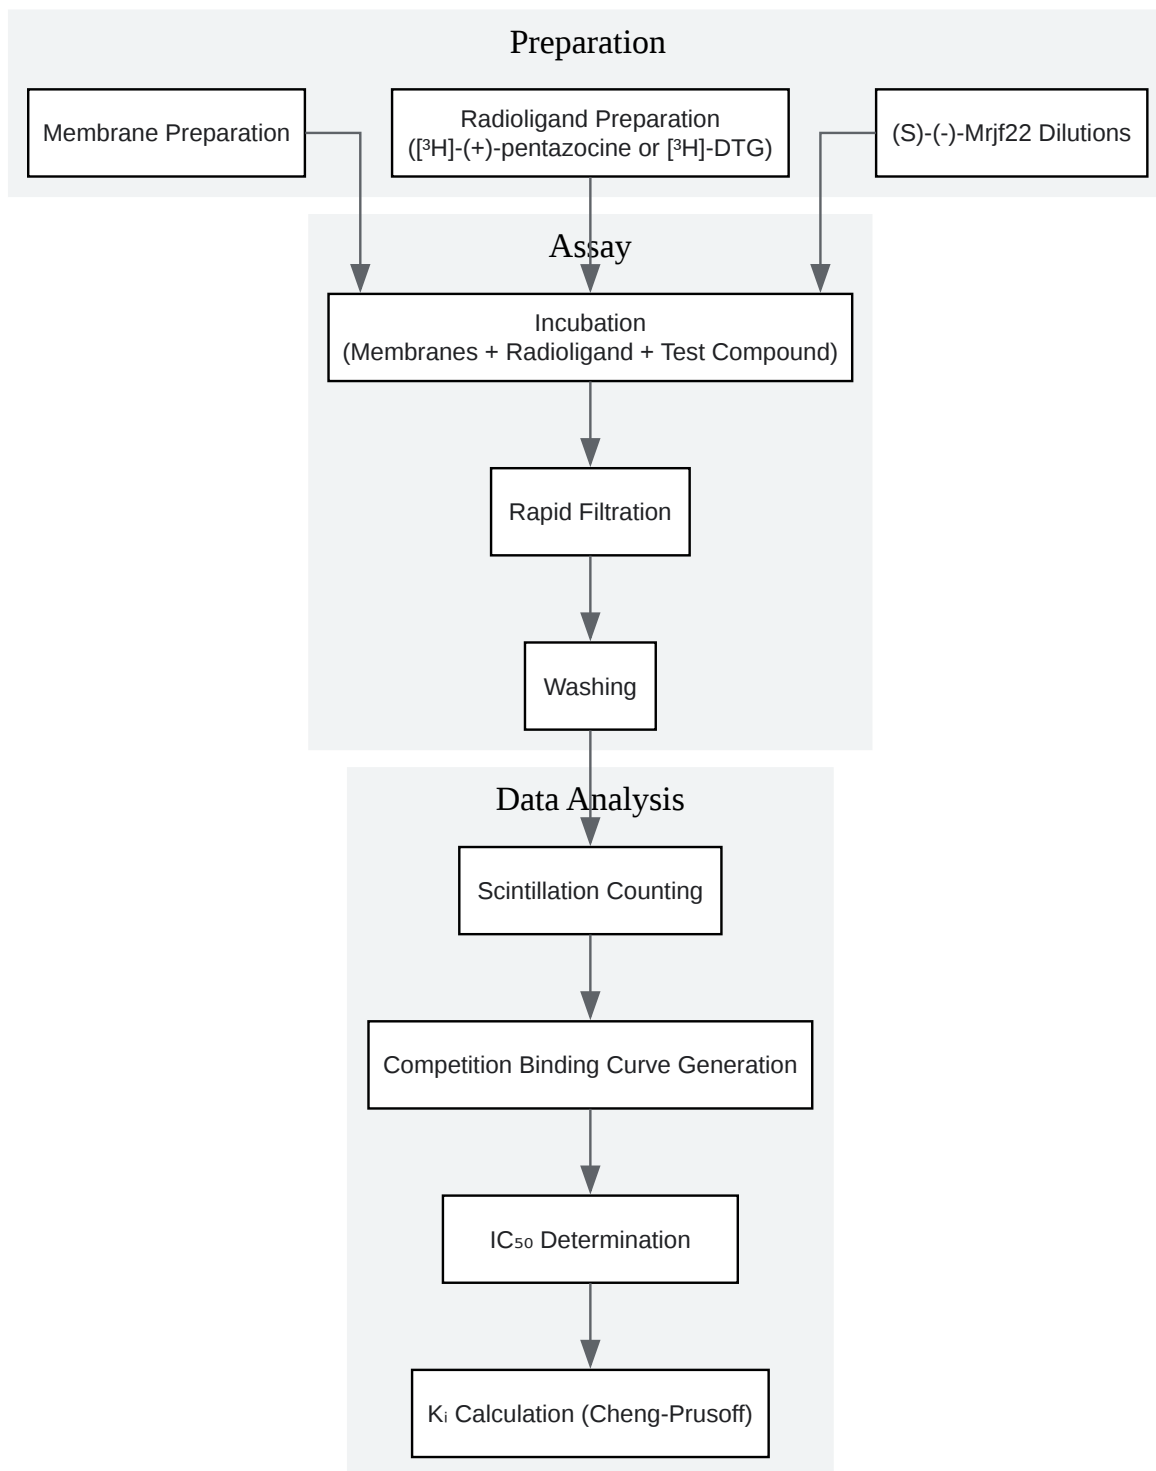 Preparation
Membrane Preparation
Radioligand Preparation
([³H]-(+)-pentazocine or [³H]-DTG)
(S)-(-)-Mrjf22 Dilutions
Assay
Incubation
(Membranes + Radioligand + Test Compound)
Rapid Filtration
Washing
Data Analysis
Scintillation Counting
Competition Binding Curve Generation
IC₅₀ Determination
Kᵢ Calculation (Cheng-Prusoff)